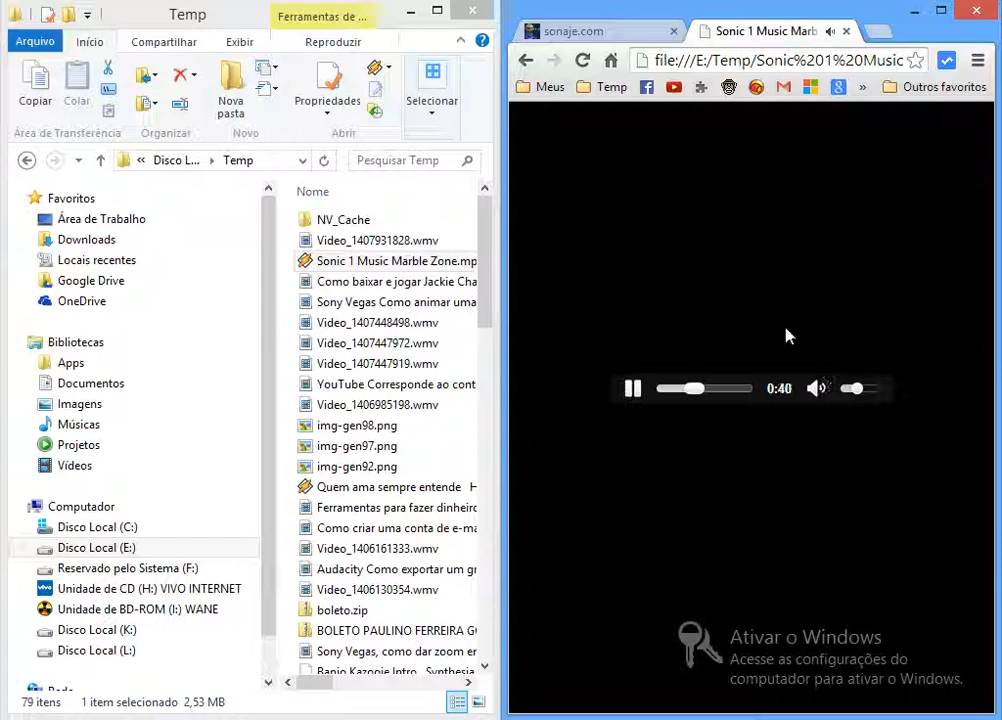 Temp
Ferramentas de ...
Arquivo
Início
Compartilhar
Exibir
Reproduzir
Copiar
Colar
Nova
pasta
Propriedades
Selecionar
Área de Transferência
Organizar
Novo
Abrir
« Disco L...
Temp
Pesquisar Temp
Favoritos
Área de Trabalho
Downloads
Locais recentes
Google Drive
OneDrive
Bibliotecas
Apps
Documentos
Imagens
Músicas
Projetos
Vídeos
Computador
Disco Local (C:)
Disco Local (E:)
Reservado pelo Sistema (F:)
Unidade de CD (H:) VIVO INTERNET
Unidade de BD-ROM (I:) WANE
Disco Local (K:)
Disco Local (L:)
Nome
NV_Cache
Video_1407931828.wmv
Sonic 1 Music Marble Zone.mp
Como baixar e jogar Jackie Cha
Sony Vegas Como animar uma
Video_1407448498.wmv
Video_1407447972.wmv
Video_1407447919.wmv
YouTube Corresponde ao cont
Video_1406985198.wmv
img-gen98.png
img-gen97.png
img-gen92.png
Quem ama sempre entende H
Ferramentas para fazer dinheiro
Como criar uma conta de e-ma
Video_1406161333.wmv
Audacity Como exportar um gr
Video_1406130354.wmv
boleto.zip
BOLETO PAULINO FERREIRA GO
Sony Vegas, como dar zoom er
Banjo Kazooie Intro
79 itens
1 item selecionado 2,53 MB
sonaje.com
Sonic 1 Music Marb
file:///E:/Temp/Sonic%201%20Music
Meus
Temp
»
Outros favoritos
0:40
Ativar o Windows
Acesse as configurações do
computador para ativar o Windows.